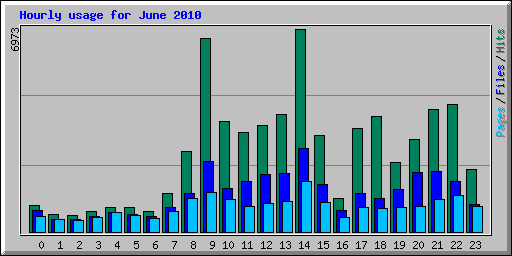 Hourly usage for June 2010
6973
Pages / Files / Hits
0 1 2 3 4 5 6 7 8 9 10 11 12 13 14 15 16 17 18 19 20 21 22 23